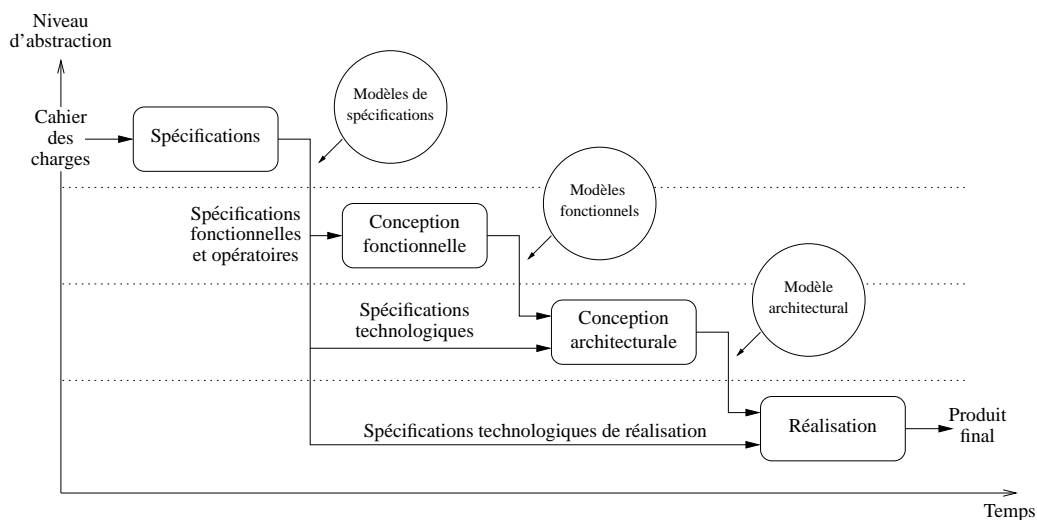 Niveau
d'abstraction
Cahier
des
charges
Spécifications
Modèles de
spécifications
Spécifications
fonctionnelles
et opératoires
Conception
fonctionnelle
Modèles
fonctionnels
Spécifications
technologiques
Conception
architecturale
Modèle
architectural
Spécifications technologiques de réalisation
Réalisation
Produit
final
Temps